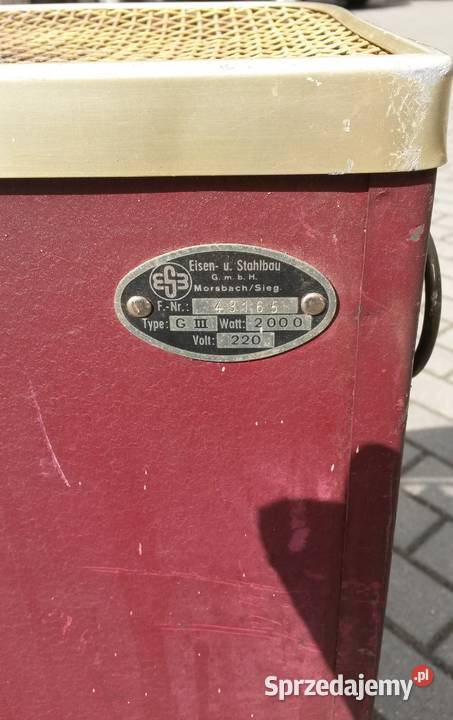 ESB
Eisen- u. Stahlbau
G. m. b. H.
Morsbach/Sieg.
F.-Nr.: 43165
Type: G III Watt: 2000
Volt: 220
Sprzedajemy.pl